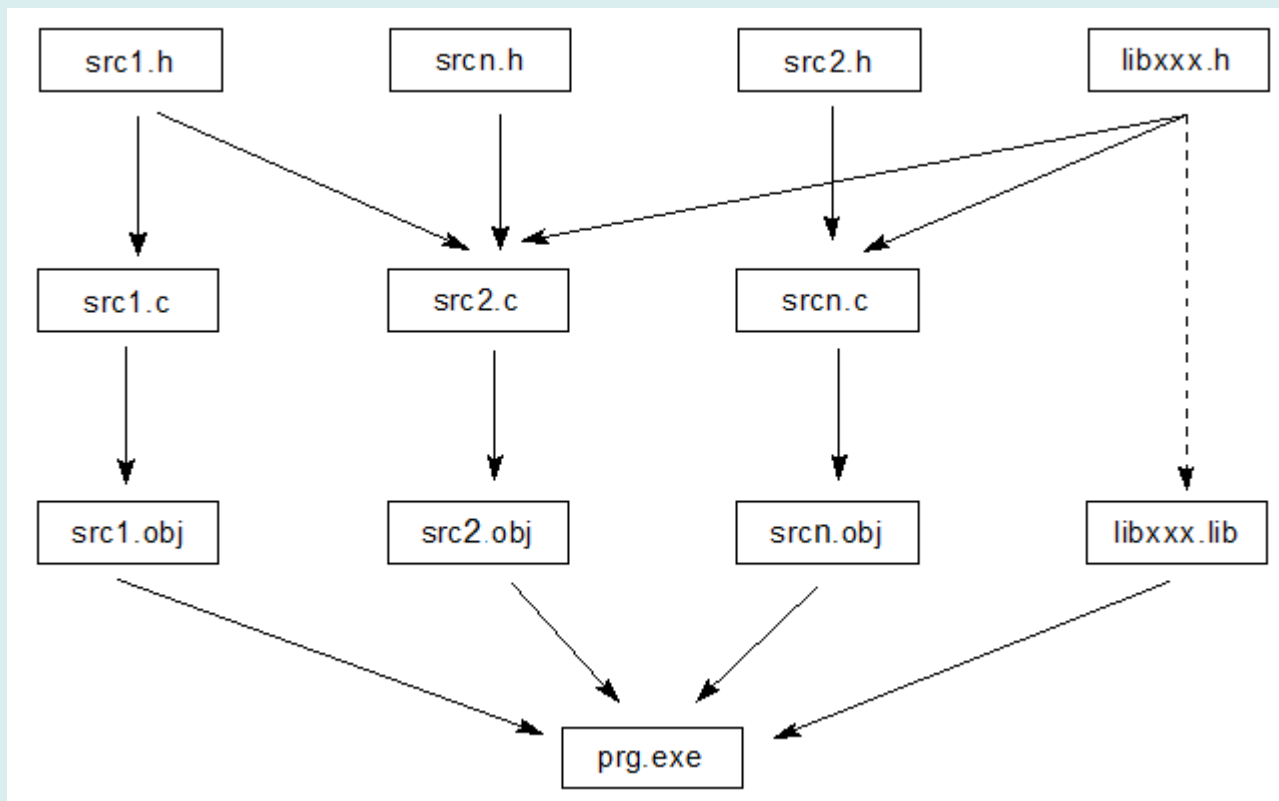 src1.h
srcn.h
src2.h
libxxx.h
src1.c
src2.c
srcn.c
src1.obj
src2.obj
srcn.obj
libxxx.lib
prg.exe